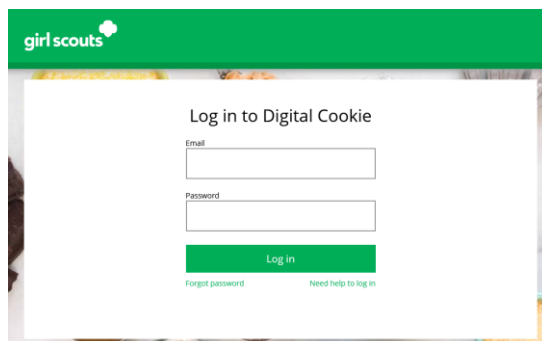 girl scouts
Log in to Digital Cookie
Email
Password
Log in
Forgot password Need help to log in